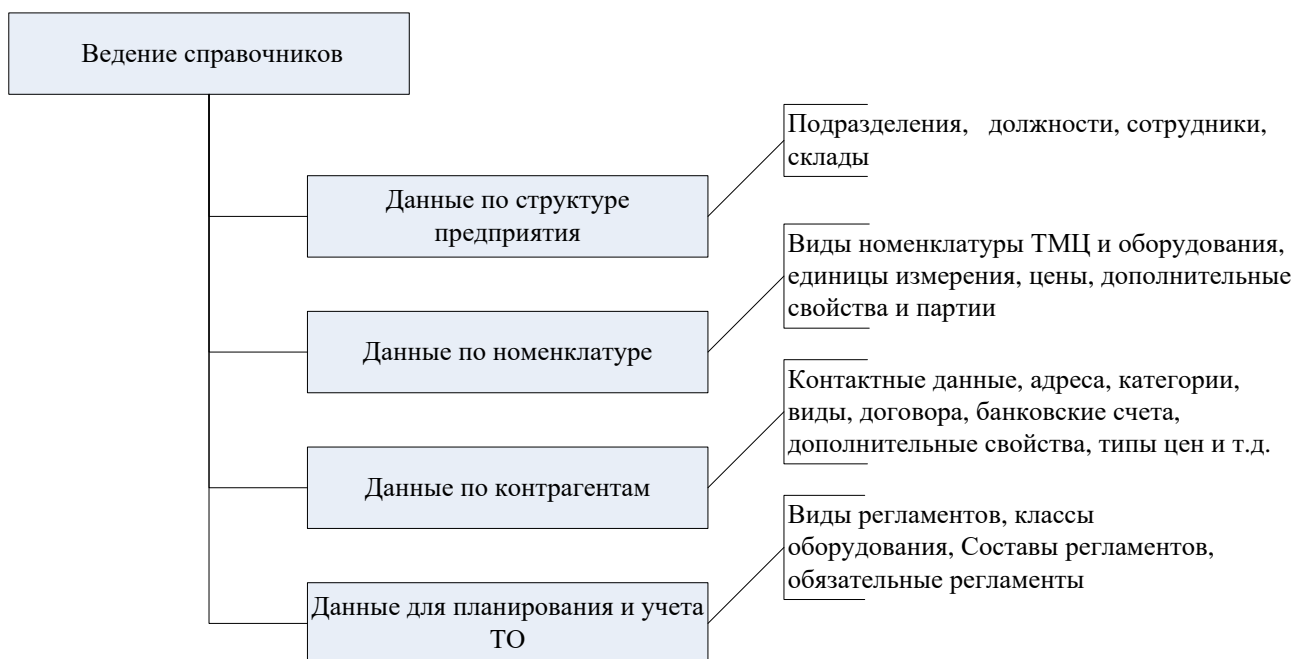 Ведение справочников
Подразделения, должности, сотрудники,
склады
Данные по структуре
предприятия
Виды номенклатуры ТМЦ и оборудования,
единицы измерения, цены, дополнительные
свойства и партии
Данные по номенклатуре
Контактные данные, адреса, категории,
виды, договора, банковские счета,
дополнительные свойства, типы цен и т.д.
Данные по контрагентам
Виды регламентов, классы
оборудования, Составы регламентов,
обязательные регламенты
Данные для планирования и учета
ТО